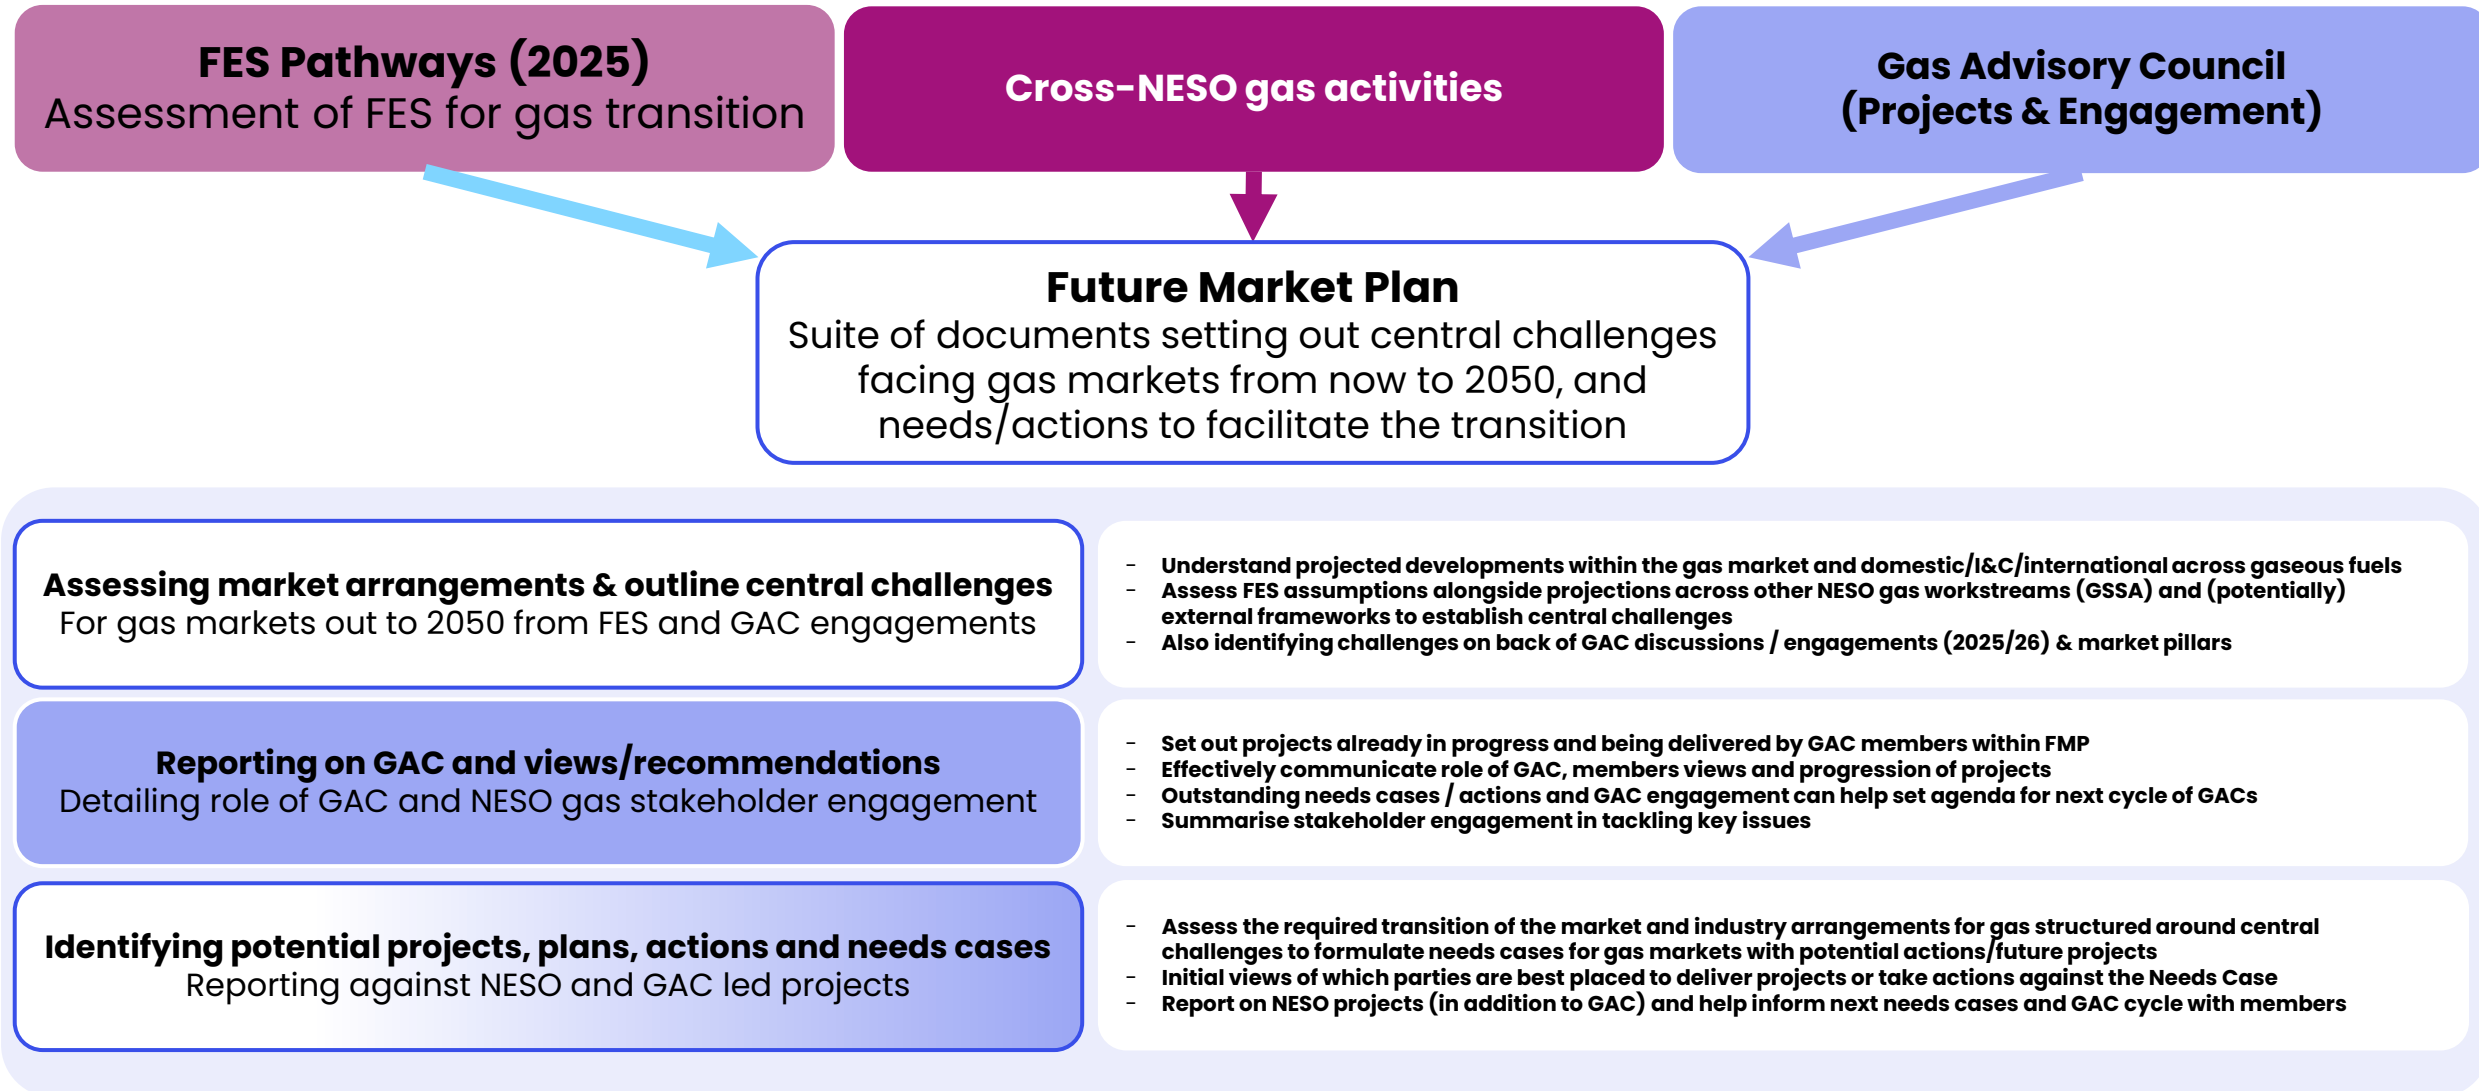 FES Pathways (2025)
Assessment of FES for gas transition
Cross-NESO gas activities
Gas Advisory Council
(Projects & Engagement)
Future Market Plan
Suite of documents setting out central challenges
facing gas markets from now to 2050, and
needs/actions to facilitate the transition
Assessing market arrangements & outline central challenges
For gas markets out to 2050 from FES and GAC engagements
- Understand projected developments within the gas market and domestic/I&C/international across gaseous fuels
- Assess FES assumptions alongside projections across other NESO gas workstreams (GSSA) and (potentially)
external frameworks to establish central challenges
- Also identifying challenges on back of GAC discussions / engagements (2025/26) & market pillars
Reporting on GAC and views/recommendations
Detailing role of GAC and NESO gas stakeholder engagement
- Set out projects already in progress and being delivered by GAC members within FMP
- Effectively communicate role of GAC, members views and progression of projects
- Outstanding needs cases / actions and GAC engagement can help set agenda for next cycle of GACs
- Summarise stakeholder engagement in tackling key issues
Identifying potential projects, plans, actions and needs cases
Reporting against NESO and GAC led projects
- Assess the required transition of the market and industry arrangements for gas structured around central
challenges to formulate needs cases for gas markets with potential actions/future projects
- Initial views of which parties are best placed to deliver projects or take actions against the Needs Case
- Report on NESO projects (in addition to GAC) and help inform next needs cases and GAC cycle with members